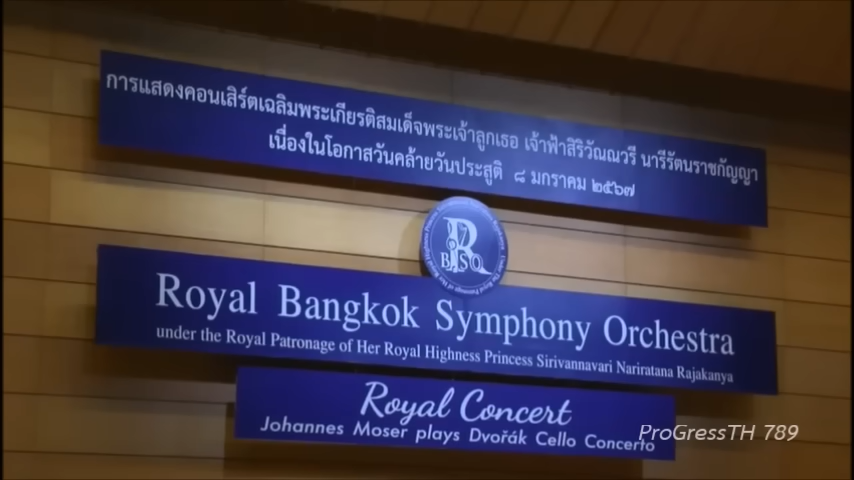 การแสดงคอนเสิร์ตเฉลิมพระเกียรติสมเด็จพระเจ้าลูกเธอ เจ้าฟ้าสิริวัณณวรี นารีรัตนราชกัญญา
เนื่องในโอกาสวันคล้ายวันประสูติ ๘ มกราคม ๒๕๖๗
R
BSO
Royal Bangkok Symphony Orchestra
under the Royal Patronage of Her Royal Highness Princess Sirivannavari Nariratana Rajakanya
Royal Concert
Johannes Moser plays Dvořák Cello Concerto
ProGressTH 789